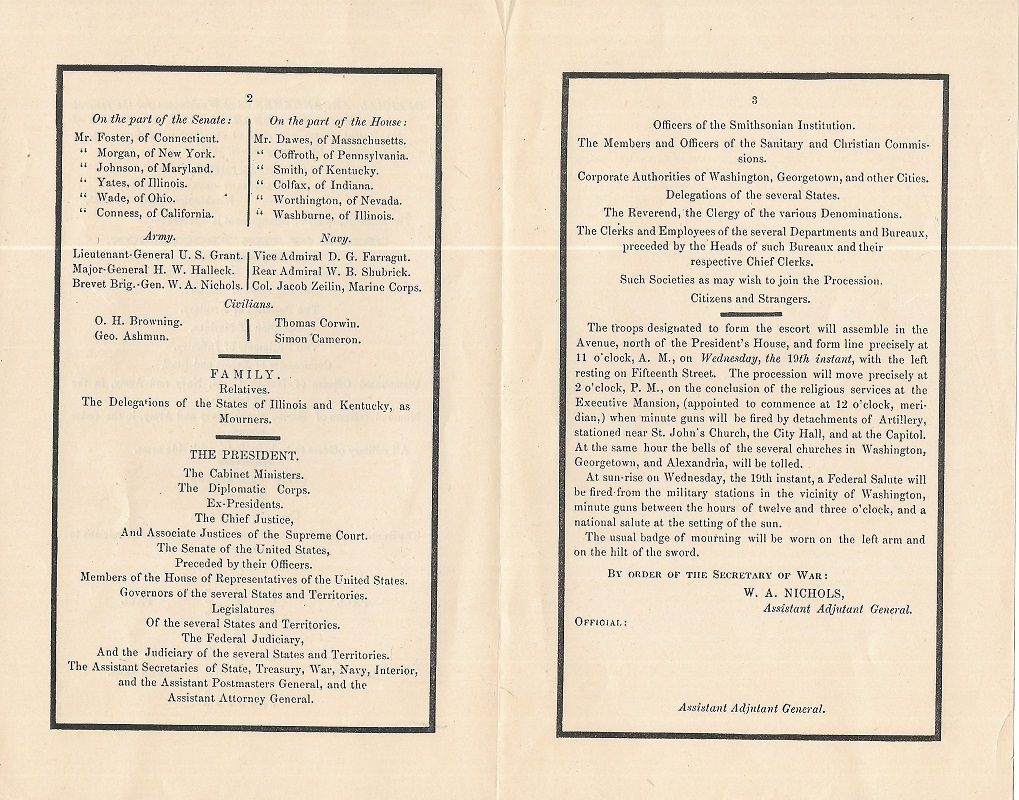 2
On the part of the Senate:
Mr. Foster, of Connecticut.
“ Morgan, of New York.
“ Johnson, of Maryland.
“ Yates, of Illinois.
“ Wade, of Ohio.
“ Conness, of California.
On the part of the House:
Mr. Dawes, of Massachusetts.
“ Coffroth, of Pennsylvania.
“ Smith, of Kentucky.
“ Colfax, of Indiana.
“ Worthington, of Nevada.
“ Washburne, of Illinois.
Army.
Lieutenant-General U. S. Grant.
Major-General H. W. Halleck.
Brevet Brig.-Gen. W. A. Nichols.
Navy.
Vice Admiral D. G. Farragut.
Rear Admiral W. B. Shubrick.
Col. Jacob Zeilin, Marine Corps.
Civilians.
O. H. Browning.
Geo. Ashmun.
Thomas Corwin.
Simon Cameron.
FAMILY.
Relatives.
The Delegations of the States of Illinois and Kentucky, as
Mourners.
THE PRESIDENT.
The Cabinet Ministers.
The Diplomatic Corps.
Ex-Presidents.
The Chief Justice,
And Associate Justices of the Supreme Court.
The Senate of the United States,
Preceded by their Officers.
Members of the House of Representatives of the United States.
Governors of the several States and Territories.
Legislatures
Of the several States and Territories.
The Federal Judiciary,
And the Judiciary of the several States and Territories.
The Assistant Secretaries of State, Treasury, War, Navy, Interior,
and the Assistant Postmasters General, and the
Assistant Attorney General.
3
Officers of the Smithsonian Institution.
The Members and Officers of the Sanitary and Christian Commis-
sions.
Corporate Authorities of Washington, Georgetown, and other Cities.
Delegations of the several States.
The Reverend, the Clergy of the various Denominations.
The Clerks and Employees of the several Departments and Bureaux,
preceded by the Heads of such Bureaux and their
respective Chief Clerks.
Such Societies as may wish to join the Procession.
Citizens and Strangers.
The troops designated to form the escort will assemble in the
Avenue, north of the President's House, and form line precisely at
11 o'clock, A. M., on Wednesday, the 19th instant, with the left
resting on Fifteenth Street. The procession will move precisely at
2 o'clock, P. M., on the conclusion of the religious services at the
Executive Mansion, (appointed to commence at 12 o'clock, meri-
dian,) when minute guns will be fired by detachments of Artillery,
stationed near St. John's Church, the City Hall, and at the Capitol.
At the same hour the bells of the several churches in Washington,
Georgetown, and Alexandria, will be tolled.
At sun-rise on Wednesday, the 19th instant, a Federal Salute will
be fired from the military stations in the vicinity of Washington,
minute guns between the hours of twelve and three o'clock, and a
national salute at the setting of the sun.
The usual badge of mourning will be worn on the left arm and
on the hilt of the sword.
BY ORDER OF THE SECRETARY OF WAR:
W. A. NICHOLS,
Assistant Adjutant General.
OFFICIAL:
Assistant Adjutant General.